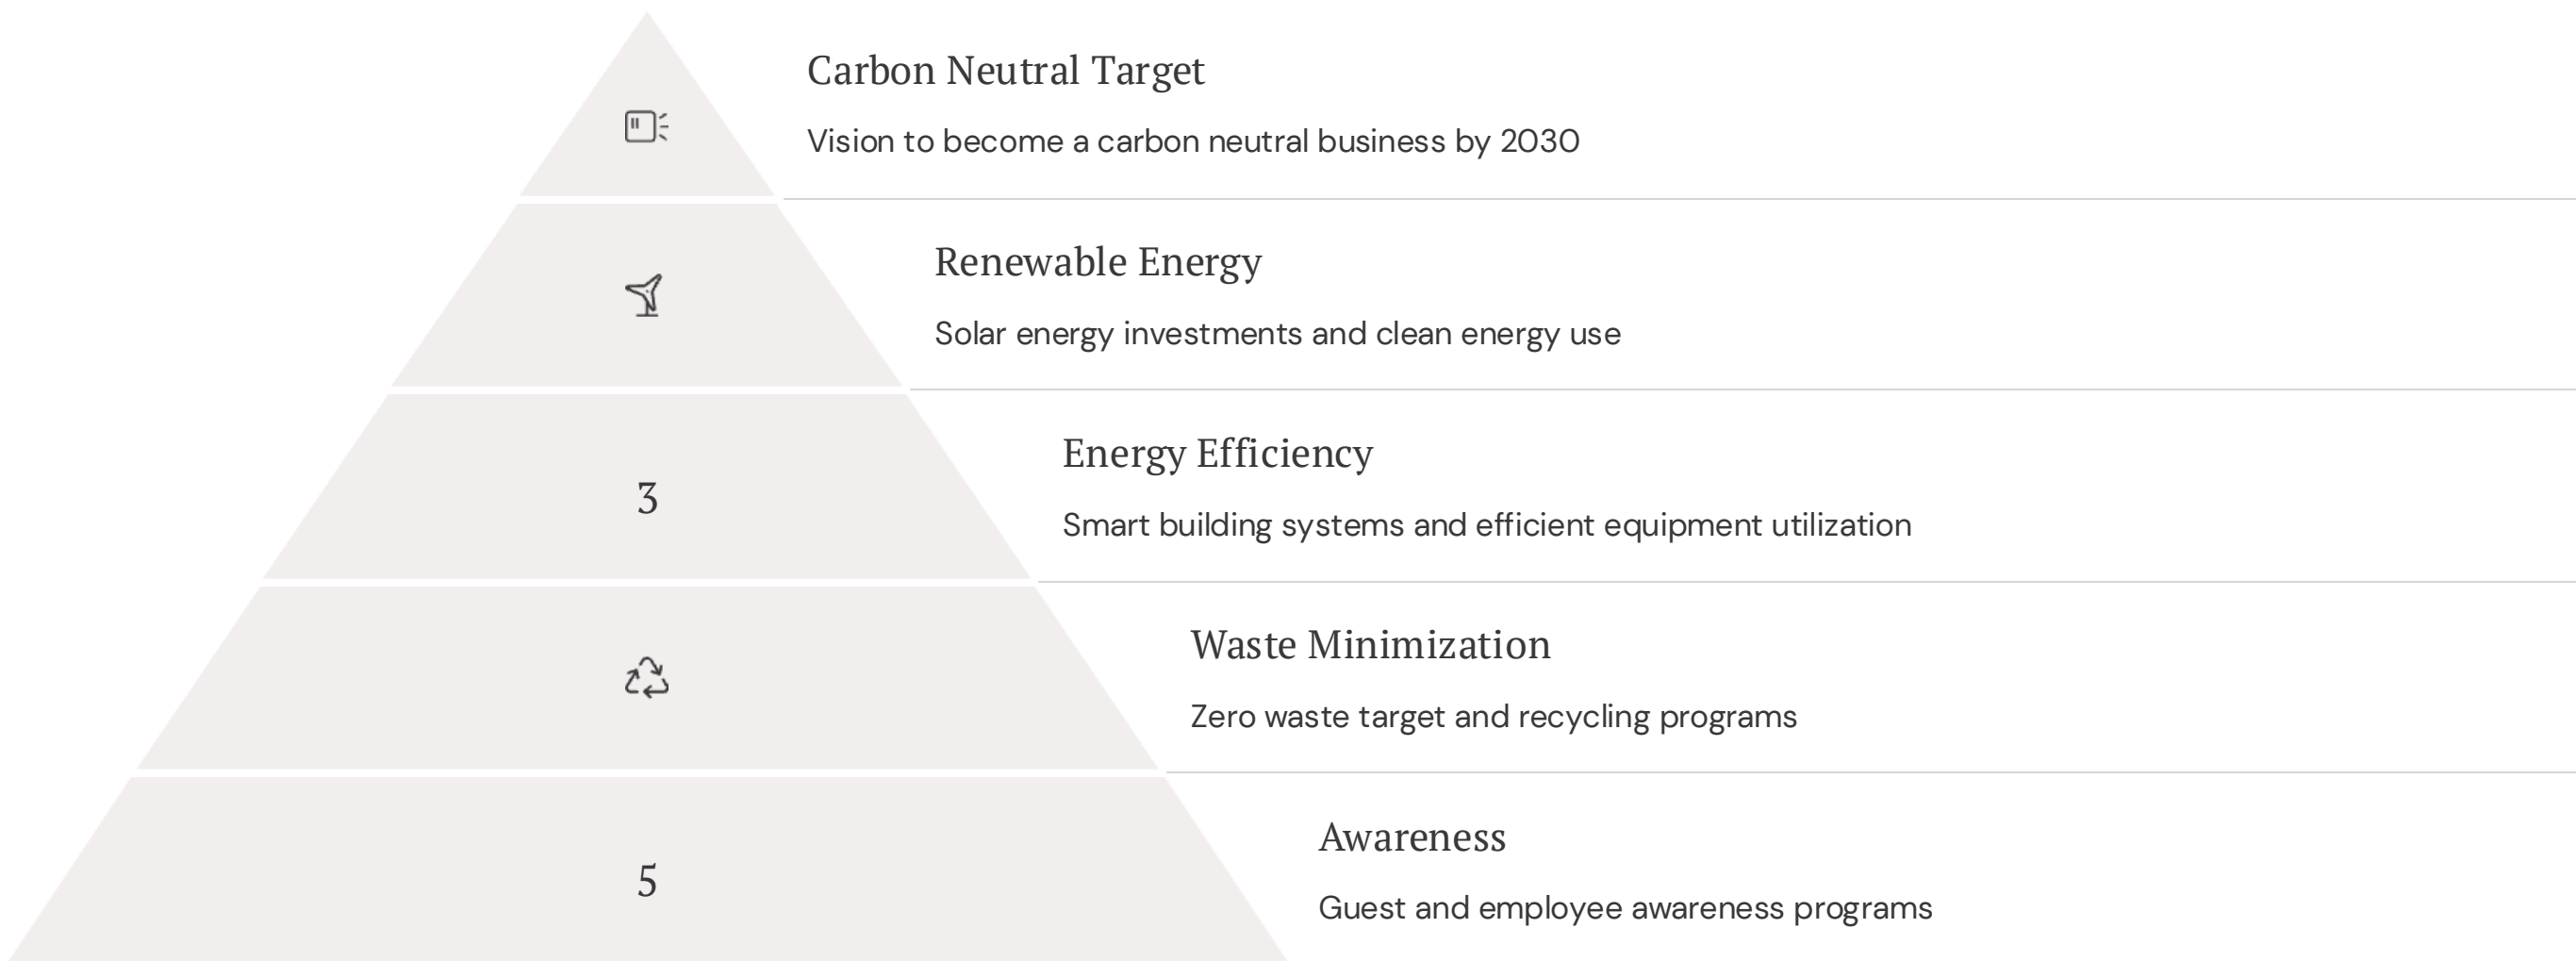 Carbon Neutral Target
Vision to become a carbon neutral business by 2030
Renewable Energy
Solar energy investments and clean energy use
3
Energy Efficiency
Smart building systems and efficient equipment utilization
Waste Minimization
Zero waste target and recycling programs
5
Awareness
Guest and employee awareness programs